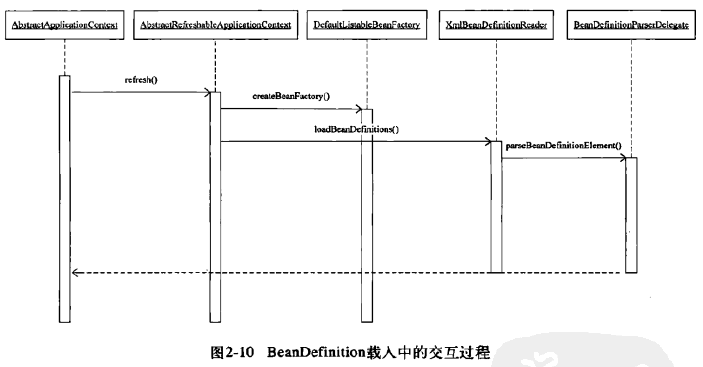 AbstractApplicationContext
AbstractRefreshableApplicationContext
DefaultListableBeanFactory
XmlBeanDefinitionReader
BeanDefinitionParserDelegate
refresh()
createBeanFactory()
loadBeanDefinitions()
parseBeanDefinitionElement()
图2-10 BeanDefinition载入中的交互过程